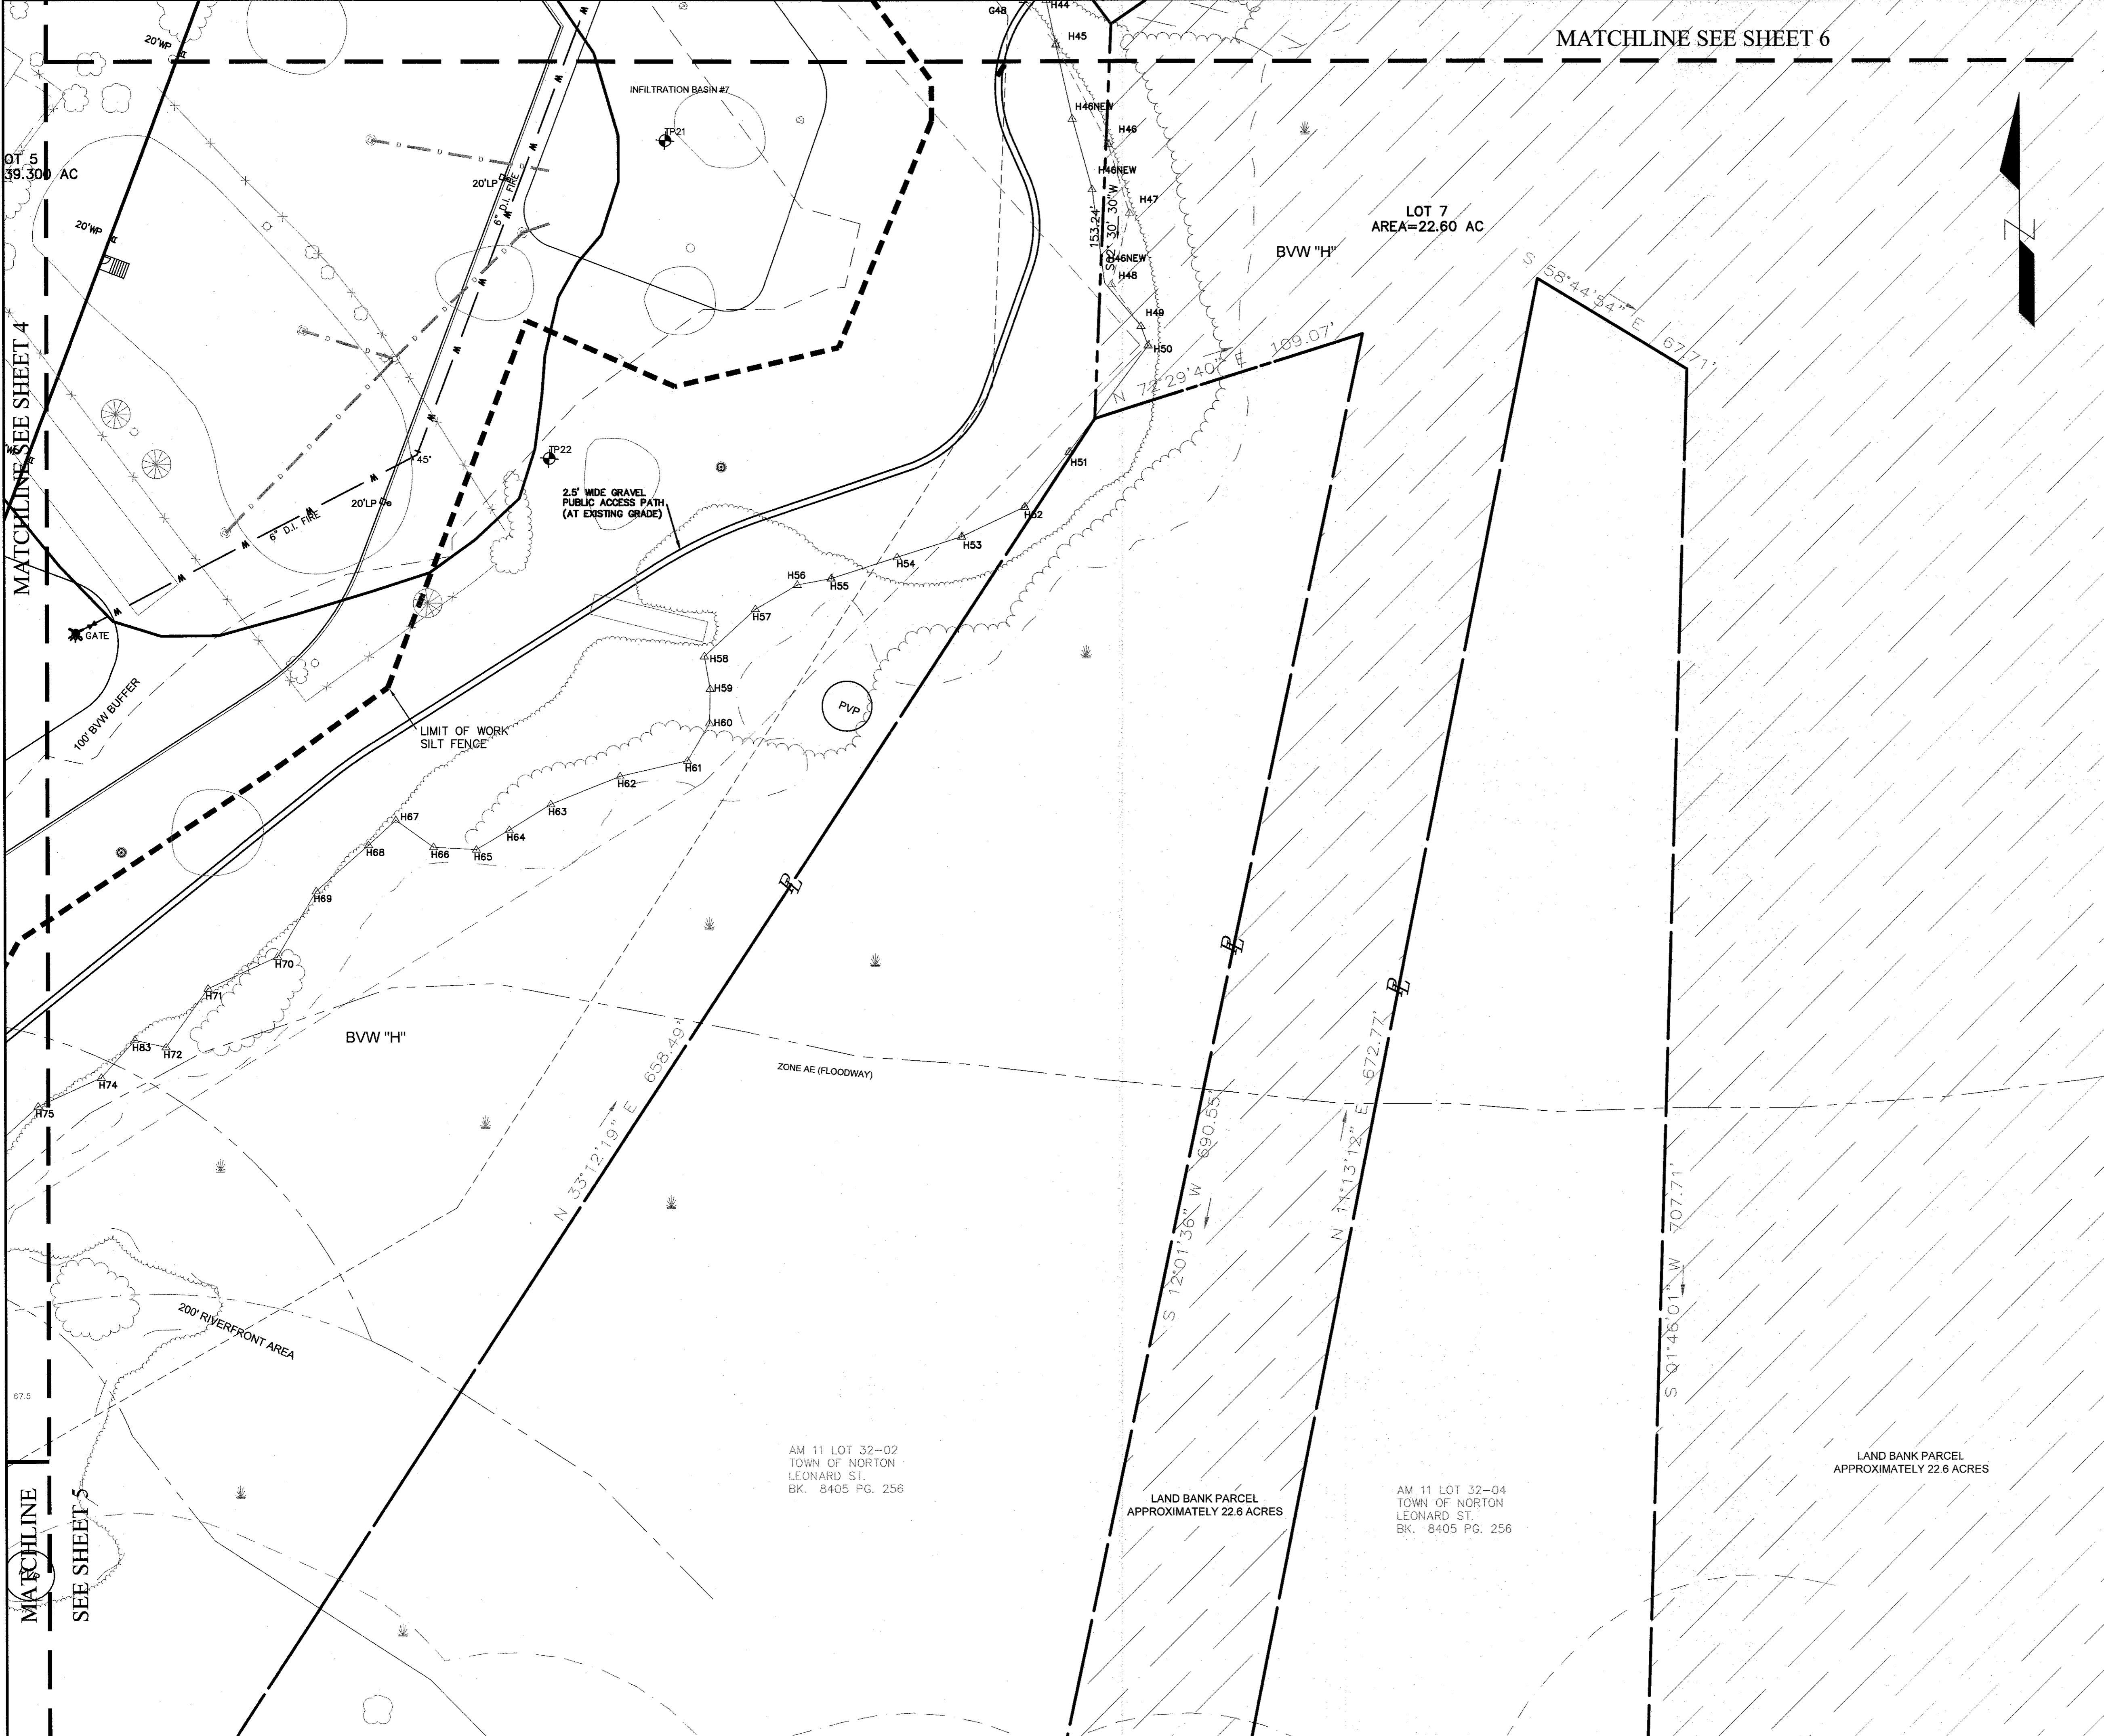 MATCHLINE SEE SHEET 6
G48
H44
H45
20'WP
INFILTRATION BASIN #7
H46NEW
TP21
H46
OT 5
39.300 AC
20'LP
6" D.I. FIRE
H46NEW
H47
153.24'
S02° 30' 30"W
LOT 7
AREA=22.60 AC
20'WP
BVW "H"
H46NEW
H48
S 58°44'54" E 67.71'
H49
H50
N 72°29'40" E 109.07'
MATCHLINE SEE SHEET 4
45°
TP22
H51
20'LP
6" D.I. FIRE
2.5' WIDE GRAVEL
PUBLIC ACCESS PATH
(AT EXISTING GRADE)
H52
H53
H54
H55
H56
H57
GATE
H58
H59
100' BVW BUFFER
PVP
H60
LIMIT OF WORK
SILT FENCE
H61
H62
H63
H64
H65
H66
H67
H68
H69
PL
PL
PL
H70
H71
BVW "H"
H83
H72
H74
H75
ZONE AE (FLOODWAY)
N 33°12'19" E 658.49'
S 12°01'36" W 690.55'
N 11°13'12" E 672.77'
S 01°46'01" W 707.71'
200' RIVERFRONT AREA
67.5
AM 11 LOT 32-02
TOWN OF NORTON
LEONARD ST.
BK. 8405 PG. 256
LAND BANK PARCEL
APPROXIMATELY 22.6 ACRES
AM 11 LOT 32-04
TOWN OF NORTON
LEONARD ST.
BK. 8405 PG. 256
LAND BANK PARCEL
APPROXIMATELY 22.6 ACRES
MATCHLINE
SEE SHEET 5